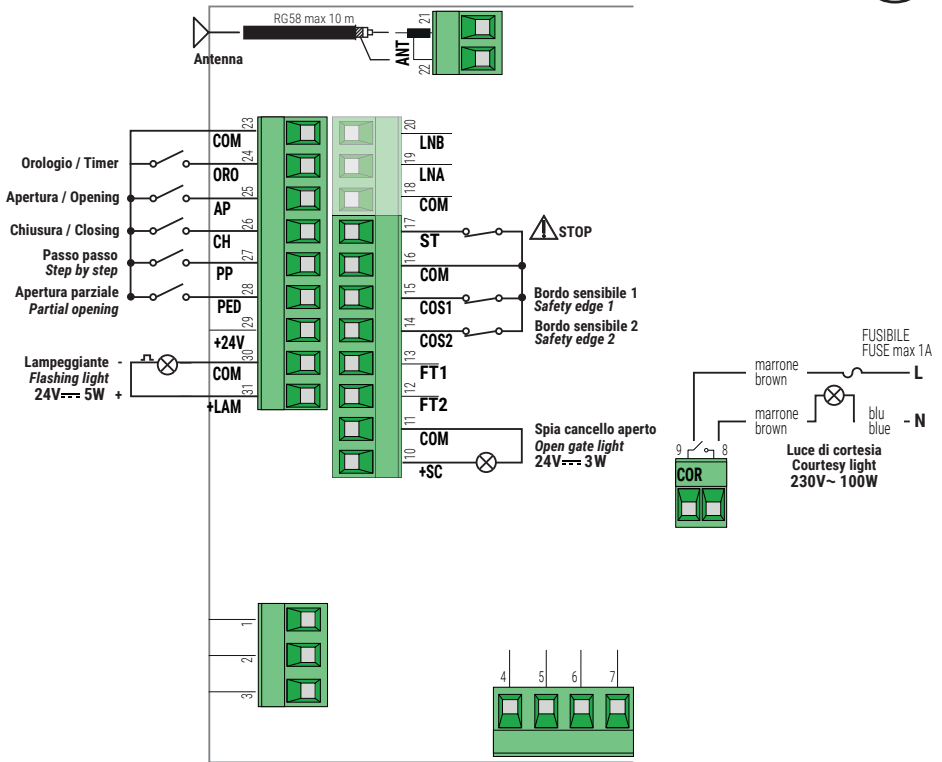 RG58 max 10 m
Antenna
ANT
21
22
23
COM
24
ORO
25
AP
26
CH
27
PP
28
PED
29
+24V
30
COM
31
+LAM
Orologio / Timer
Apertura / Opening
Chiusura / Closing
Passo passo
Step by step
Apertura parziale
Partial opening
Lampeggiante -
Flashing light
24V 5W +
20
LNB
19
LNA
18
COM
17
ST
16
COM
15
COS1
14
COS2
13
FT1
12
FT2
11
COM
10
+SC
STOP
Bordo sensibile 1
Safety edge 1
Bordo sensibile 2
Safety edge 2
Spia cancello aperto
Open gate light
24V 3W
FUSIBILE
FUSE max 1A
marrone
brown
L
marrone
brown
blu
blue
- N
9
8
COR
Luce di cortesia
Courtesy light
230V~ 100W
1
2
3
4 5 6 7